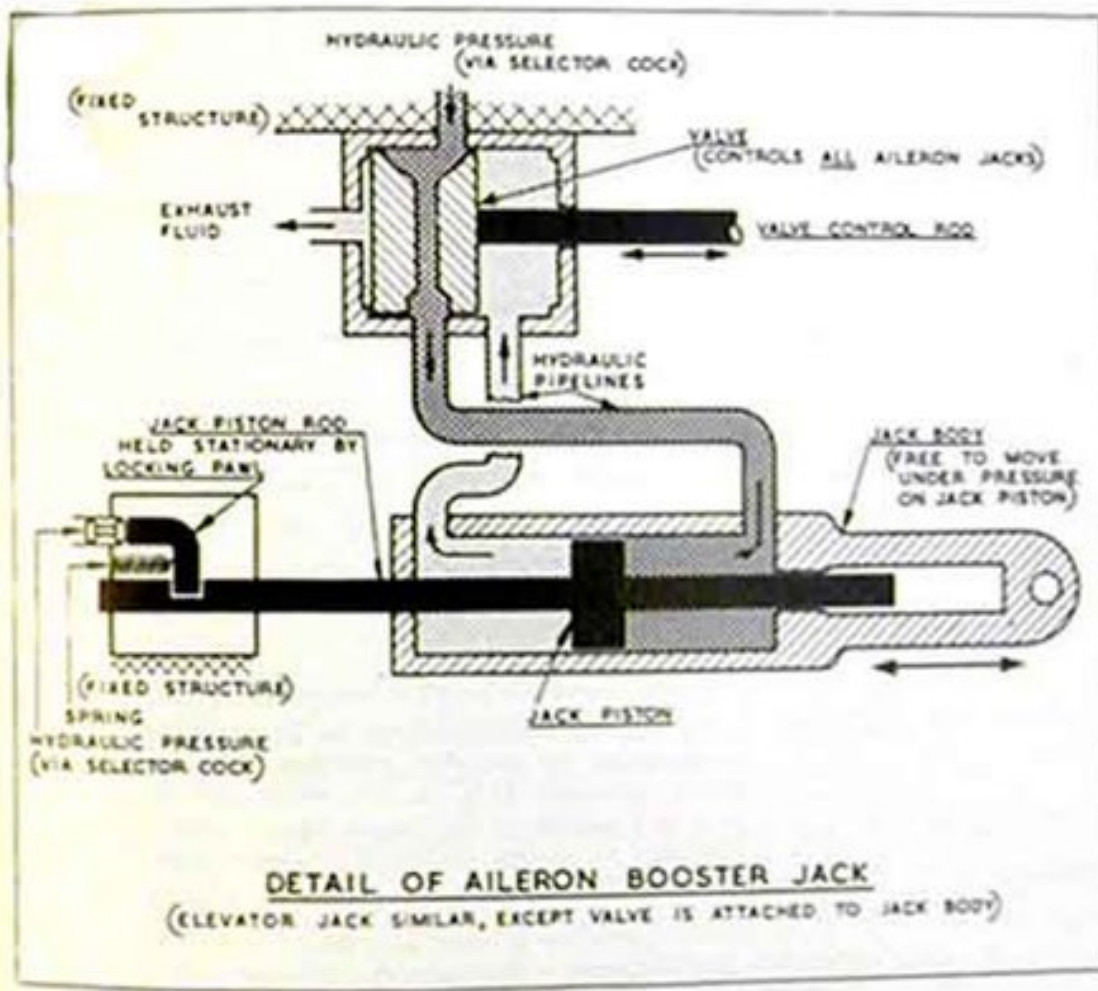 HYDRAULIC PRESSURE
(VIA SELECTOR COCK)
(FIXED
STRUCTURE)
VALVE
(CONTROLS ALL AILERON JACKS)
EXHAUST
FLUID
VALVE CONTROL ROD
HYDRAULIC
PIPELINES
JACK PISTON ROD
HELD STATIONARY BY
LOCKING PAWL
JACK BODY
(FREE TO MOVE
UNDER PRESSURE
ON JACK PISTON)
(FIXED STRUCTURE)
SPRING
HYDRAULIC PRESSURE
(VIA SELECTOR COCK)
JACK PISTON
DETAIL OF AILERON BOOSTER JACK
(ELEVATOR JACK SIMILAR, EXCEPT VALVE IS ATTACHED TO JACK BODY)